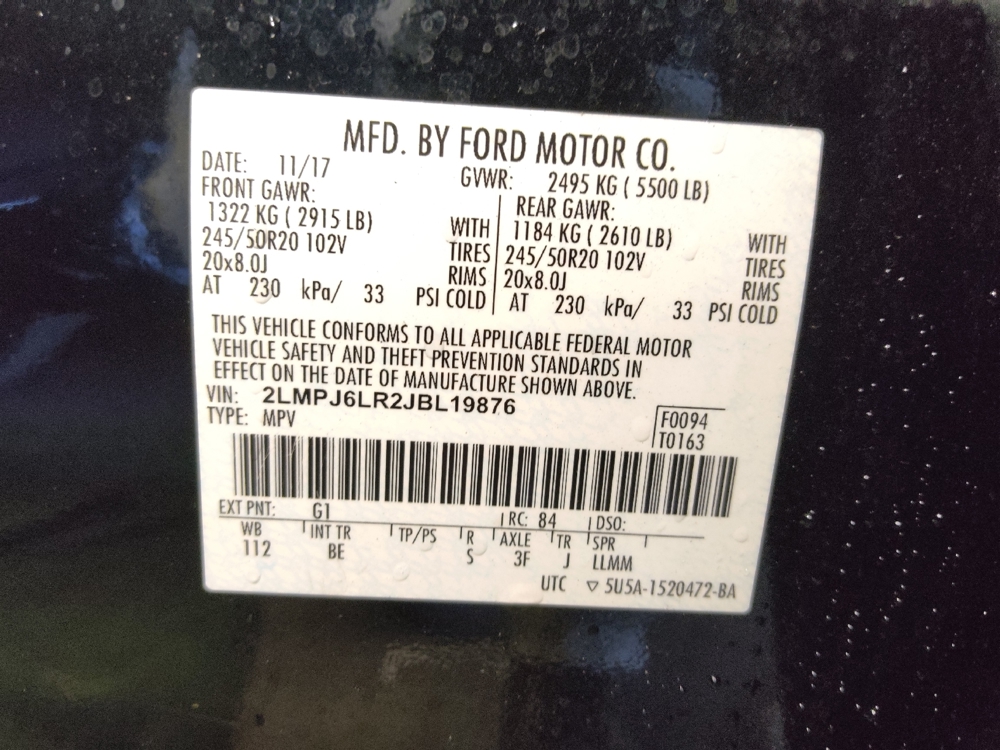 MFD. BY FORD MOTOR CO.
DATE: 11/17 GVWR: 2495 KG ( 5500 LB)
FRONT GAWR: REAR GAWR:
1322 KG ( 2915 LB) WITH 1184 KG ( 2610 LB) WITH
245/50R20 102V TIRES 245/50R20 102V TIRES
20x8.0J RIMS 20x8.0J RIMS
AT 230 kPa/ 33 PSI COLD AT 230 kPa/ 33 PSI COLD
THIS VEHICLE CONFORMS TO ALL APPLICABLE FEDERAL MOTOR
VEHICLE SAFETY AND THEFT PREVENTION STANDARDS IN
EFFECT ON THE DATE OF MANUFACTURE SHOWN ABOVE.
VIN: 2LMPJ6LR2JBL19876
TYPE: MPV F0094
T0163
EXT PNT: G1 RC: 84 DSO:
WB INT TR TP/PS R AXLE TR SPR
112 BE S 3F J LLMM
UTC ▽ 5U5A-1520472-BA